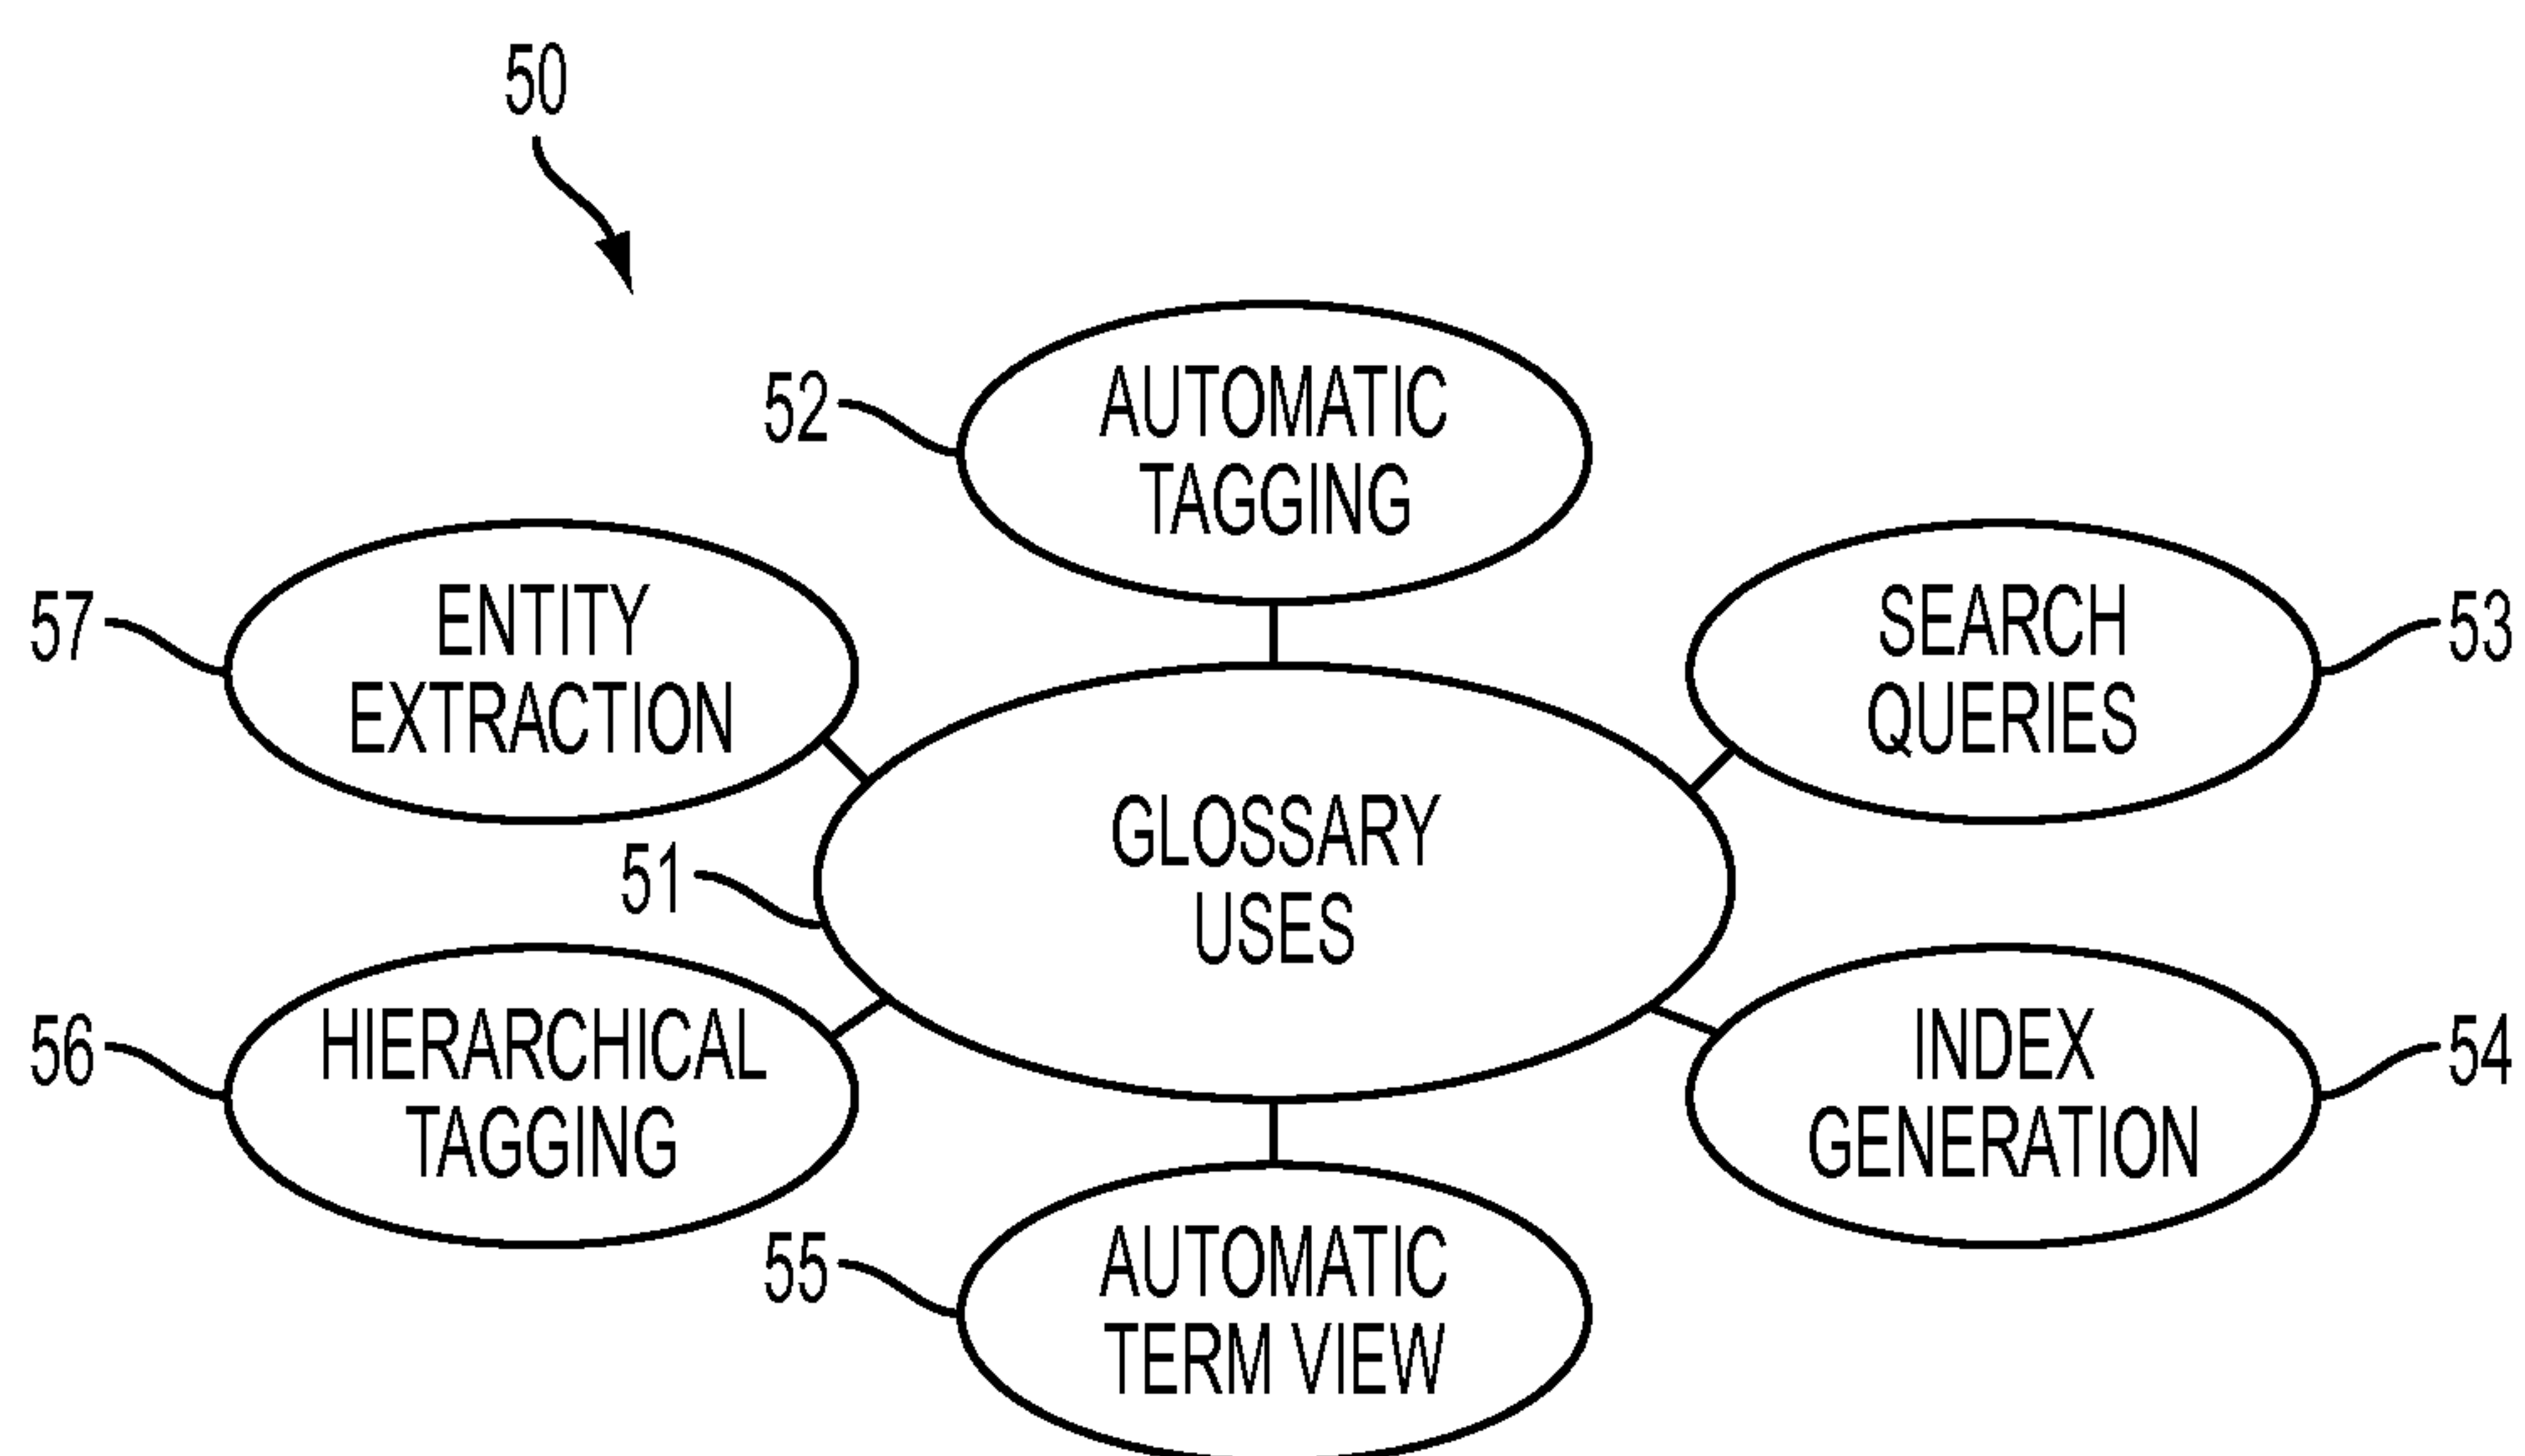 50
52
AUTOMATIC
TAGGING
57
ENTITY
EXTRACTION
SEARCH
QUERIES
53
51
GLOSSARY
USES
56
HIERARCHICAL
TAGGING
INDEX
GENERATION
54
55
AUTOMATIC
TERM VIEW